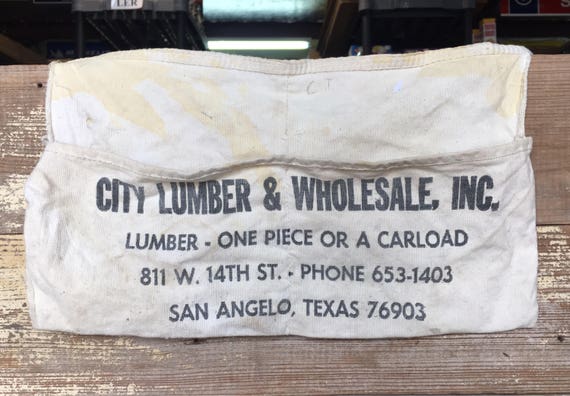 CITY LUMBER & WHOLESALE, INC.
LUMBER - ONE PIECE OR A CARLOAD
811 W. 14TH ST. - PHONE 653-1403
SAN ANGELO, TEXAS 76903